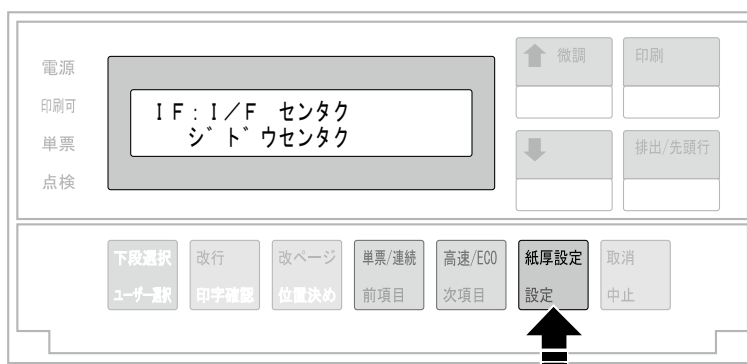 電源
印刷可
単票
点検
IF:I/F センタク
ジドウセンタク
微調
印刷
排出/先頭行
下段選択
ユーザー選択
改行
印字確認
改ページ
位置決め
単票/連続
前項目
高速/ECO
次項目
紙厚設定
設定
取消
中止